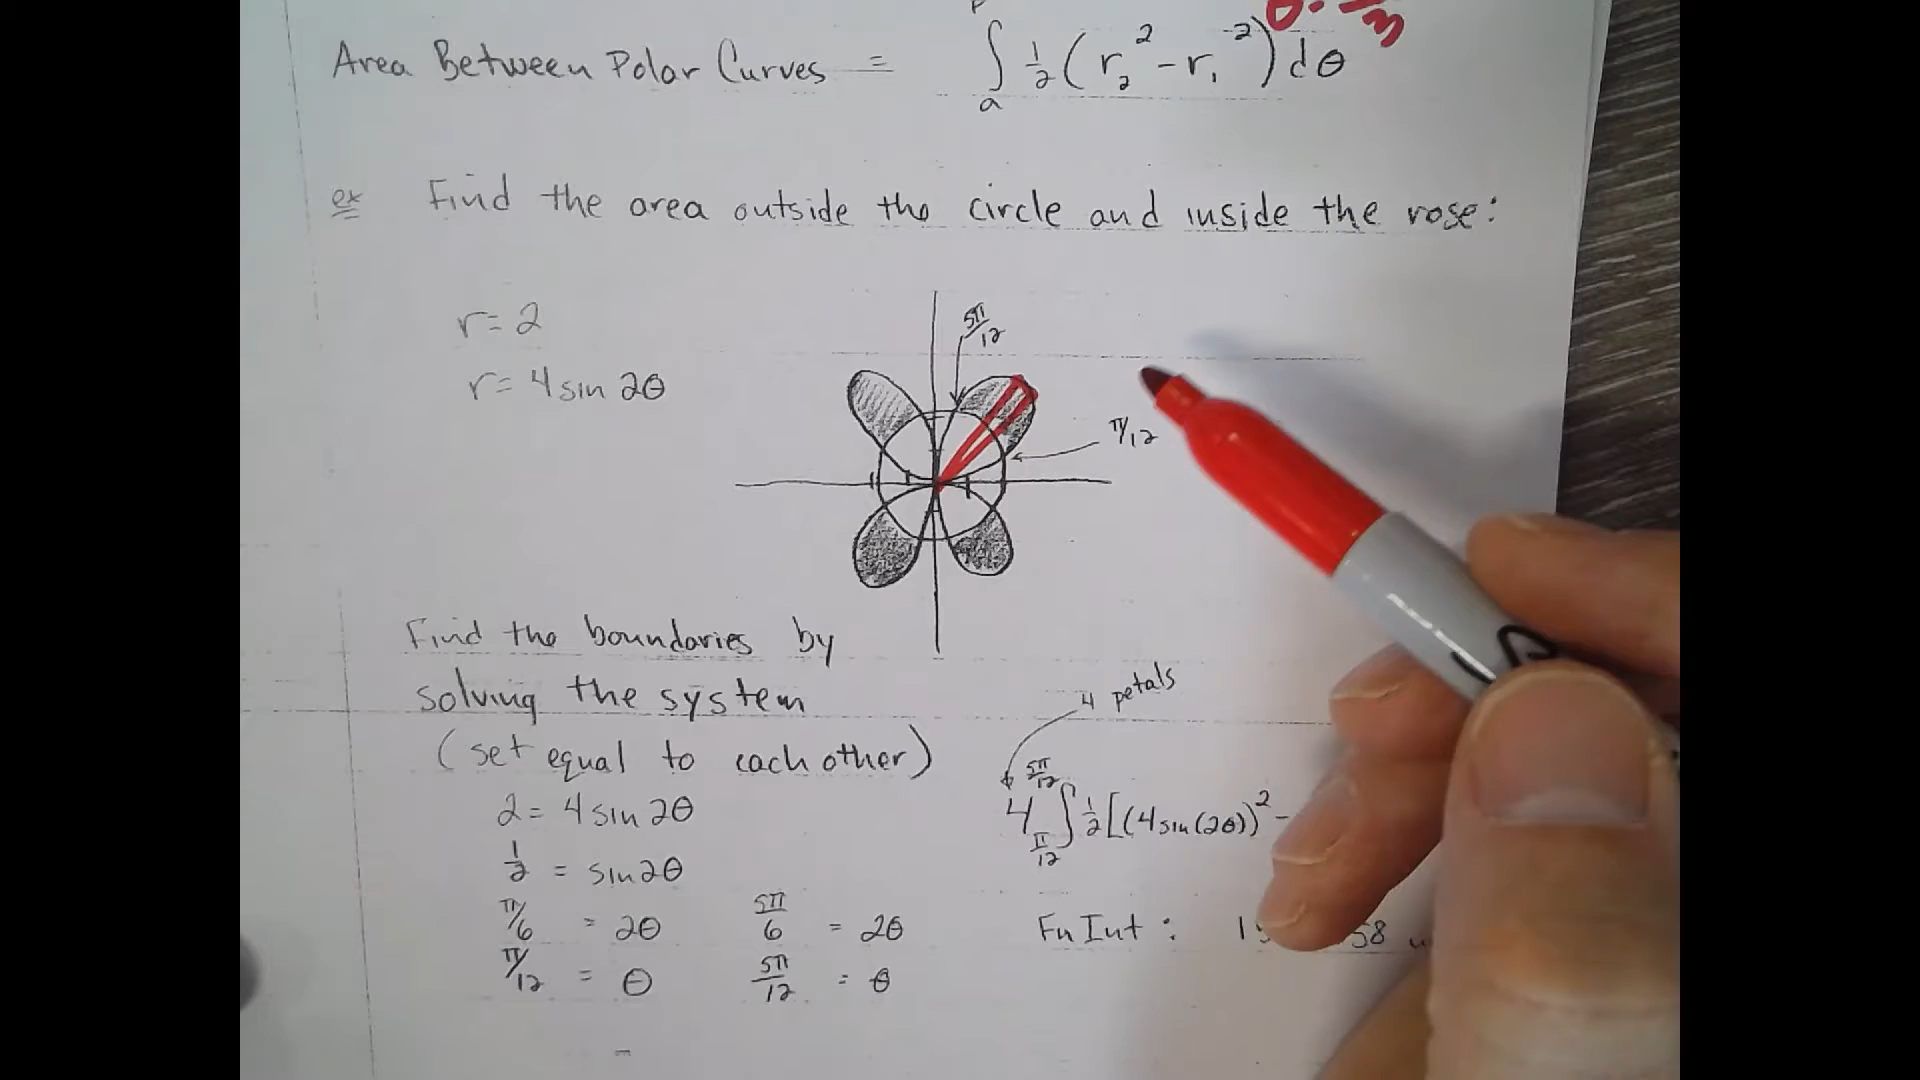 Area Between Polar Curves = ∫ₐ ½ (r₂² - r₁²) dθ
ex Find the area outside the circle and inside the rose:
r = 2
r = 4 sin 2θ
5π/12
π/12
Find the boundaries by
solving the system
(set equal to each other)
2 = 4 sin 2θ
1/2 = sin 2θ
π/6 = 2θ 5π/6 = 2θ
π/12 = θ 5π/12 = θ
4 petals
4 ∫ 5π/12 π/12 ½ [(4 sin(2θ))² -
FnInt :